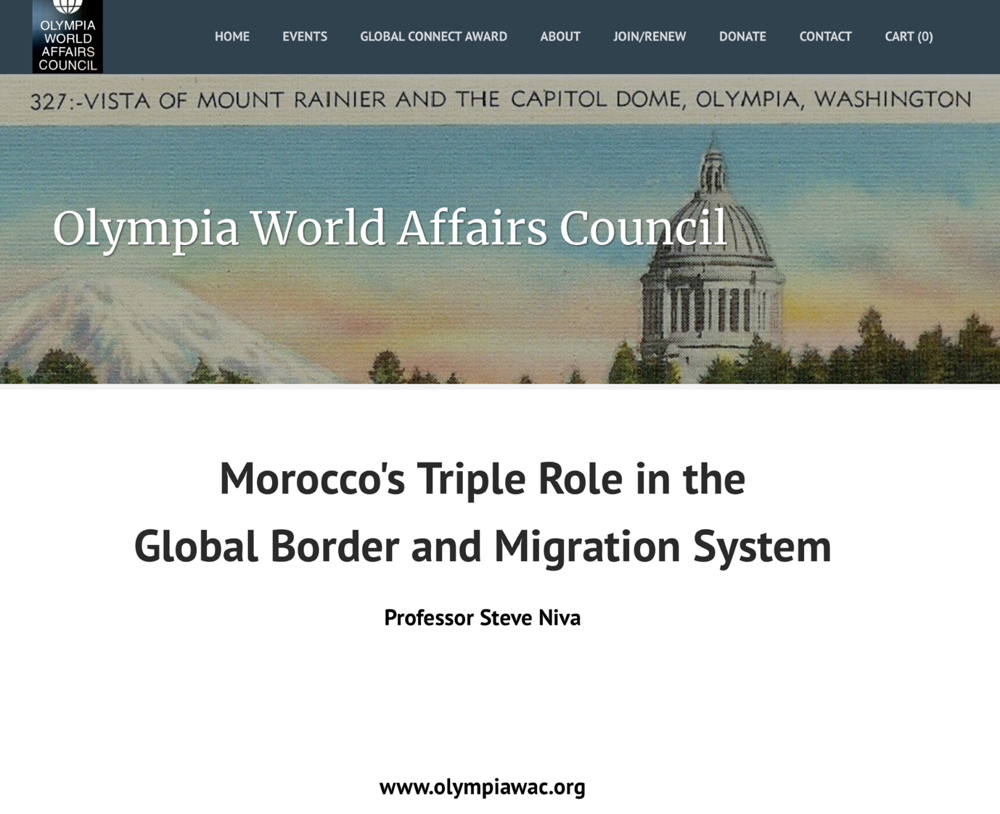 OLYMPIA
WORLD
AFFAIRS
COUNCIL
HOME EVENTS GLOBAL CONNECT AWARD ABOUT JOIN/RENEW DONATE CONTACT CART (0)
327:-VISTA OF MOUNT RAINIER AND THE CAPITOL DOME, OLYMPIA, WASHINGTON
Olympia World Affairs Council
Morocco's Triple Role in the
Global Border and Migration System
Professor Steve Niva
www.olympiawac.org